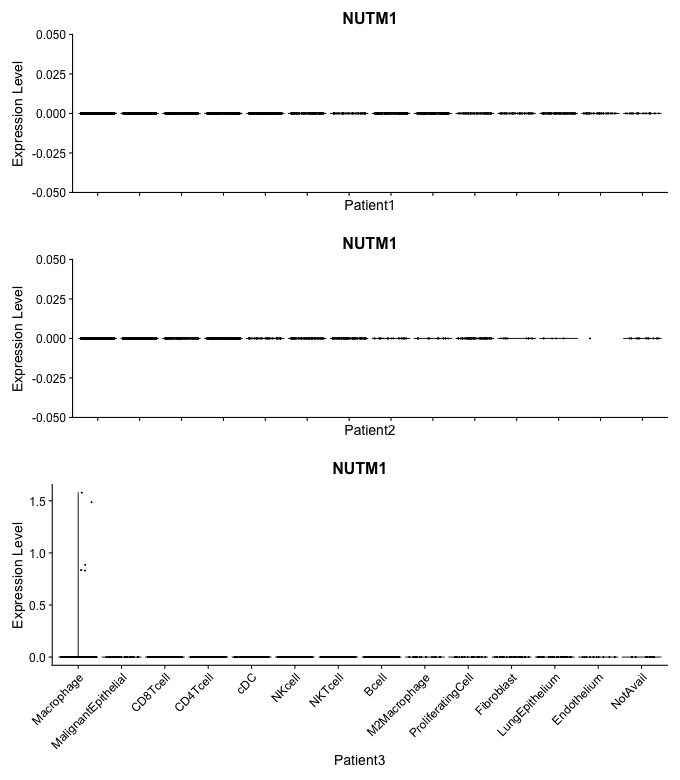 NUTM1
0.050
0.025
0.000
-0.025
-0.050
Expression Level
Patient1
NUTM1
0.050
0.025
0.000
-0.025
-0.050
Expression Level
Patient2
NUTM1
1.5
1.0
0.5
0.0
Expression Level
Macrophage
MalignantEpithelial
CD8Tcell
CD4Tcell
cDC
NKcell
NKTcell
Bcell
M2Macrophage
ProliferatingCell
Fibroblast
LungEpithelium
Endothelium
NotAvail
Patient3